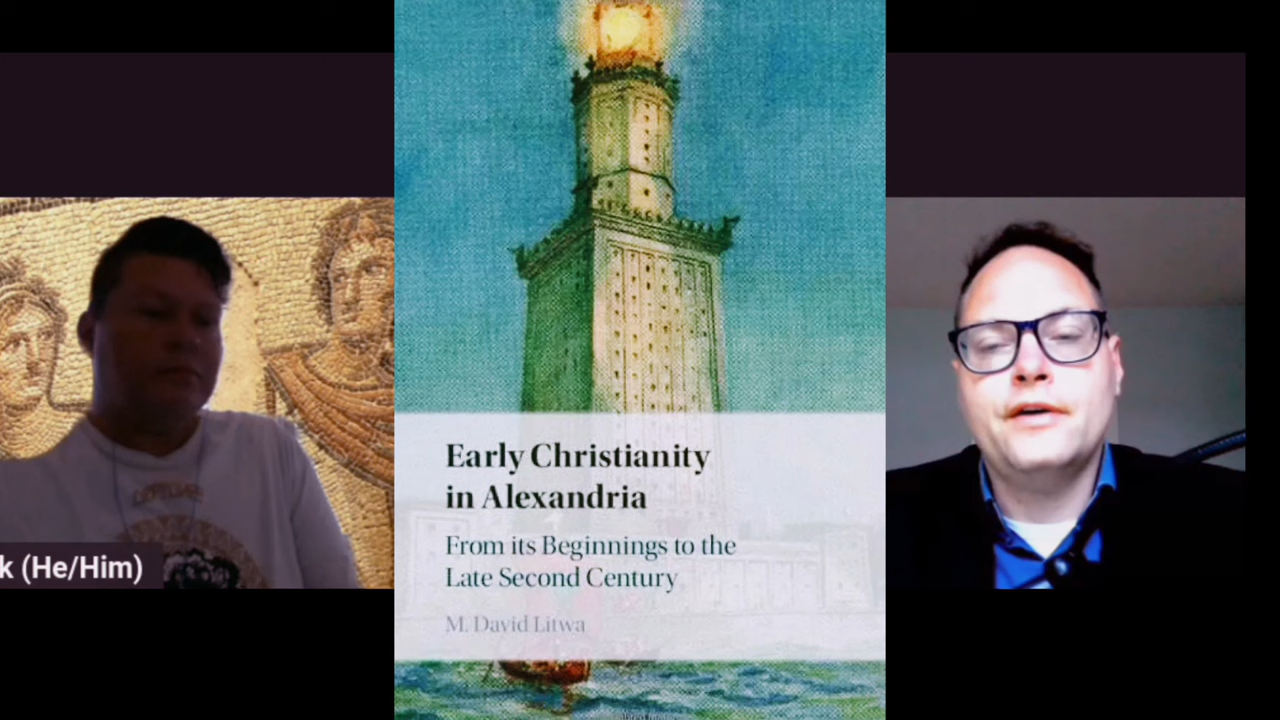 Early Christianity
in Alexandria
From its Beginnings to the
Late Second Century
M. David Litwa
k (He/Him)